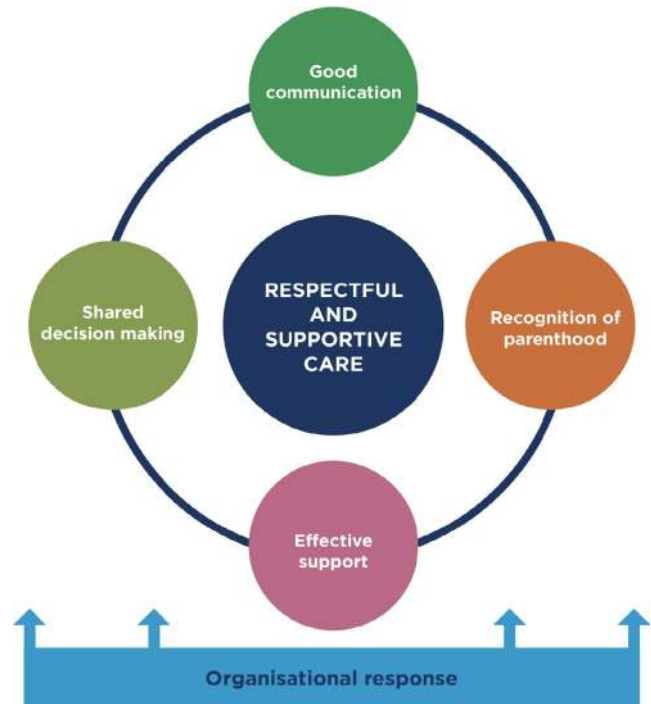 Good
communication
Shared
decision making
RESPECTFUL
AND
SUPPORTIVE
CARE
Recognition of
parenthood
Effective
support
Organisational response